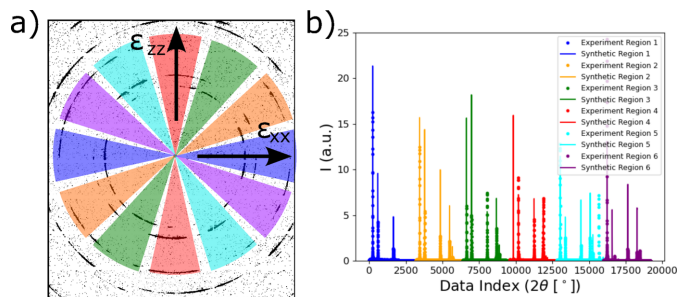 a)
ε zz
ε xx
b)
I (a.u.)
25
20
15
10
5
0
0 2500 5000 7500 10000 12500 15000 17500 20000
Data Index (2θ [°])
Experiment Region 1
Synthetic Region 1
Experiment Region 2
Synthetic Region 2
Experiment Region 3
Synthetic Region 3
Experiment Region 4
Synthetic Region 4
Experiment Region 5
Synthetic Region 5
Experiment Region 6
Synthetic Region 6